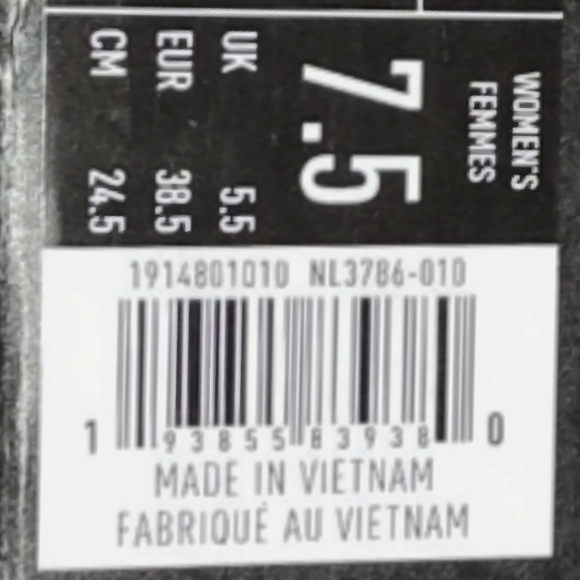 WOMEN'S
FEMMES
7.5
UK 5.5
EUR 38.5
CM 24.5
1914801010 NL3786-010
1 93855 83938 0
MADE IN VIETNAM
FABRIQUÉ AU VIETNAM